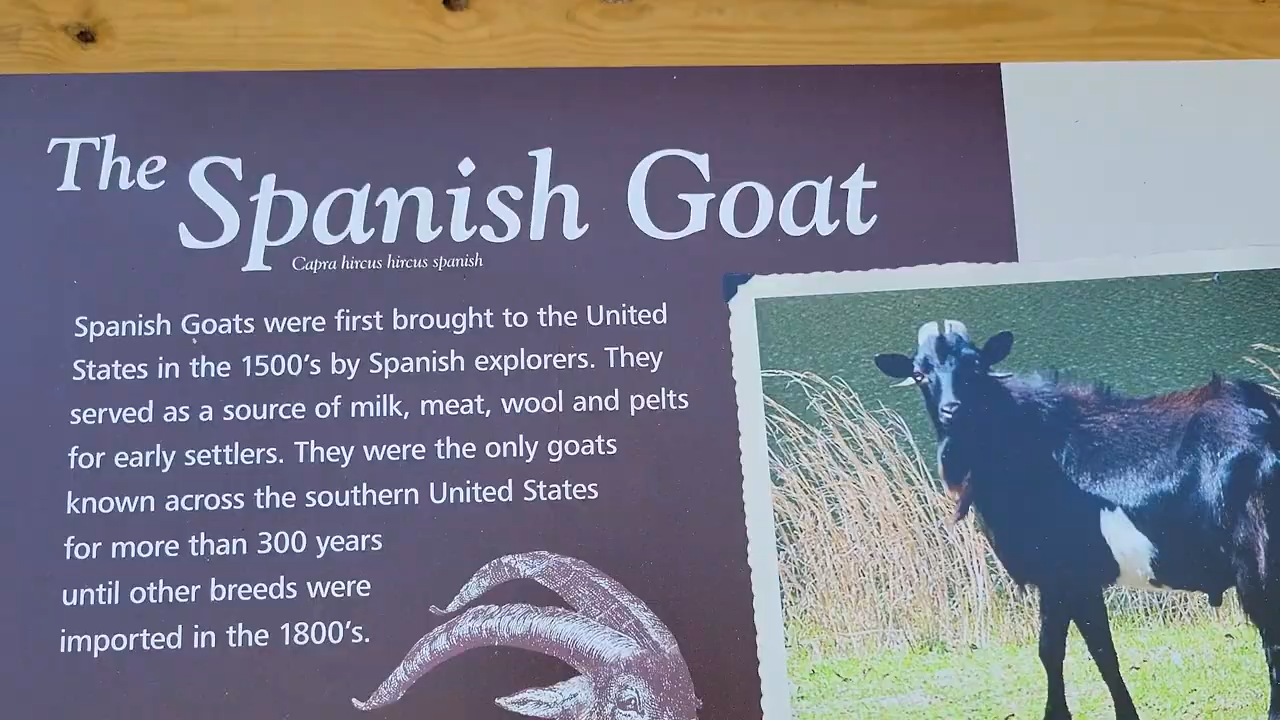 The Spanish Goat
Capra hircus hircus spanish
Spanish Goats were first brought to the United
States in the 1500's by Spanish explorers. They
served as a source of milk, meat, wool and pelts
for early settlers. They were the only goats
known across the southern United States
for more than 300 years
until other breeds were
imported in the 1800's.